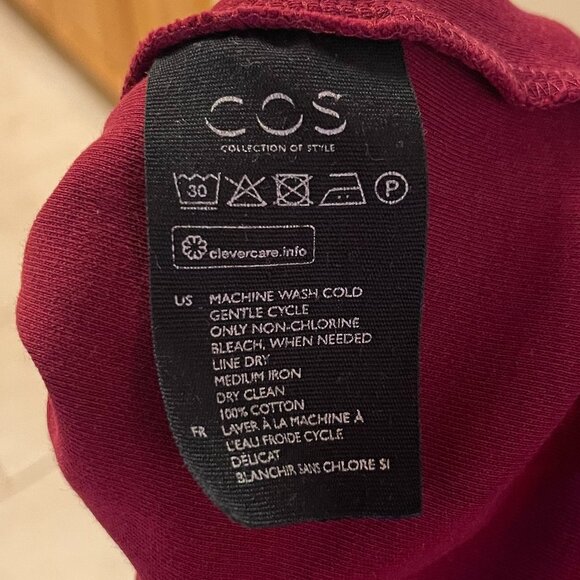 COS
COLLECTION OF STYLE
30 P
clevercare.info
US MACHINE WASH COLD
GENTLE CYCLE
ONLY NON-CHLORINE
BLEACH, WHEN NEEDED
LINE DRY
MEDIUM IRON
DRY CLEAN
100% COTTON
FR LAVER À LA MACHINE À
L'EAU FROIDE CYCLE
DÉLICAT
BLANCHIR SANS CHLORE SI